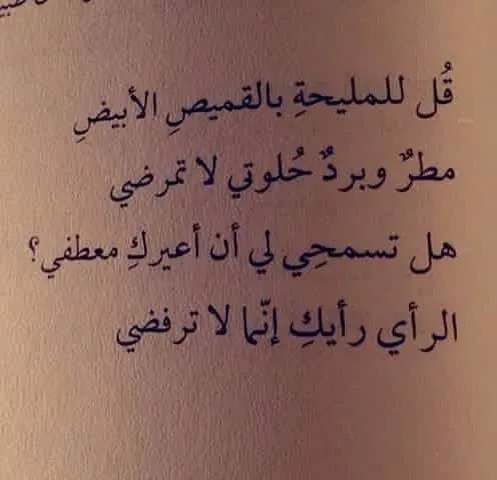 قُل للمليحةِ بالقميصِ الأبيضِ
مطرٌ وبردٌ حُلوتي لا تمرضي
هل تسمحِي لي أن أعيركِ معطفي؟
الرأي رأيكِ إنّما لا ترفضي